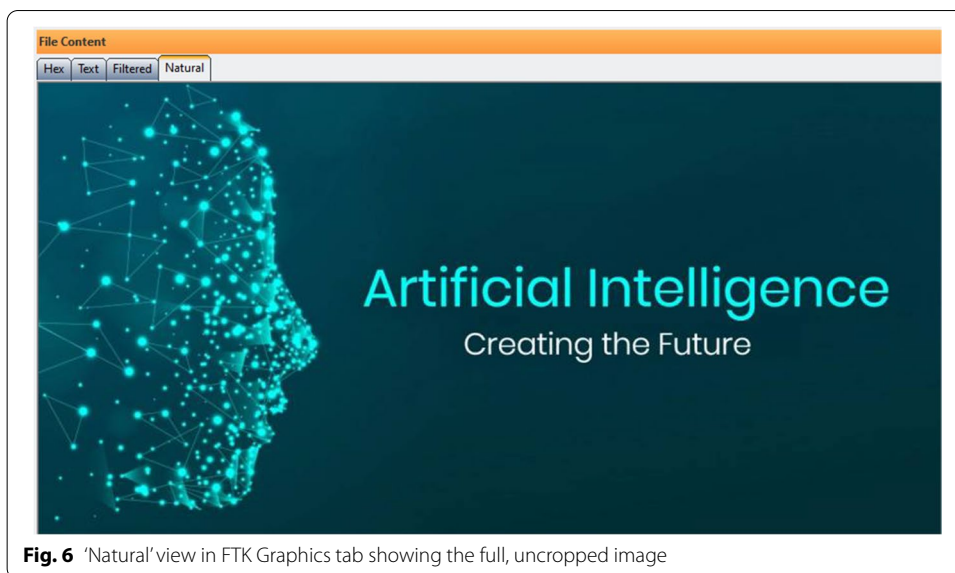 File Content
Hex Text Filtered Natural
Artificial Intelligence
Creating the Future
Fig. 6 'Natural' view in FTK Graphics tab showing the full, uncropped image